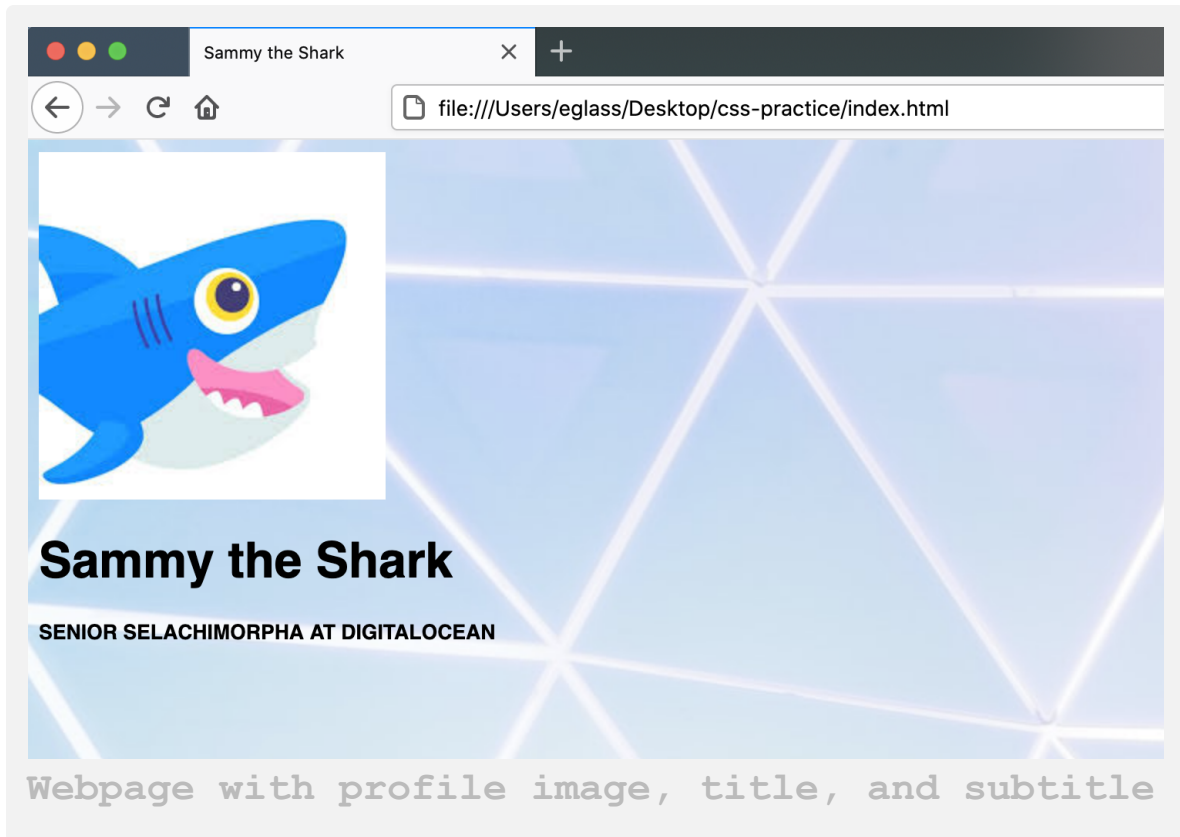 Sammy the Shark
file:///Users/eglass/Desktop/css-practice/index.html
Sammy the Shark
SENIOR SELACHIMORPHA AT DIGITALOCEAN
Webpage with profile image, title, and subtitle